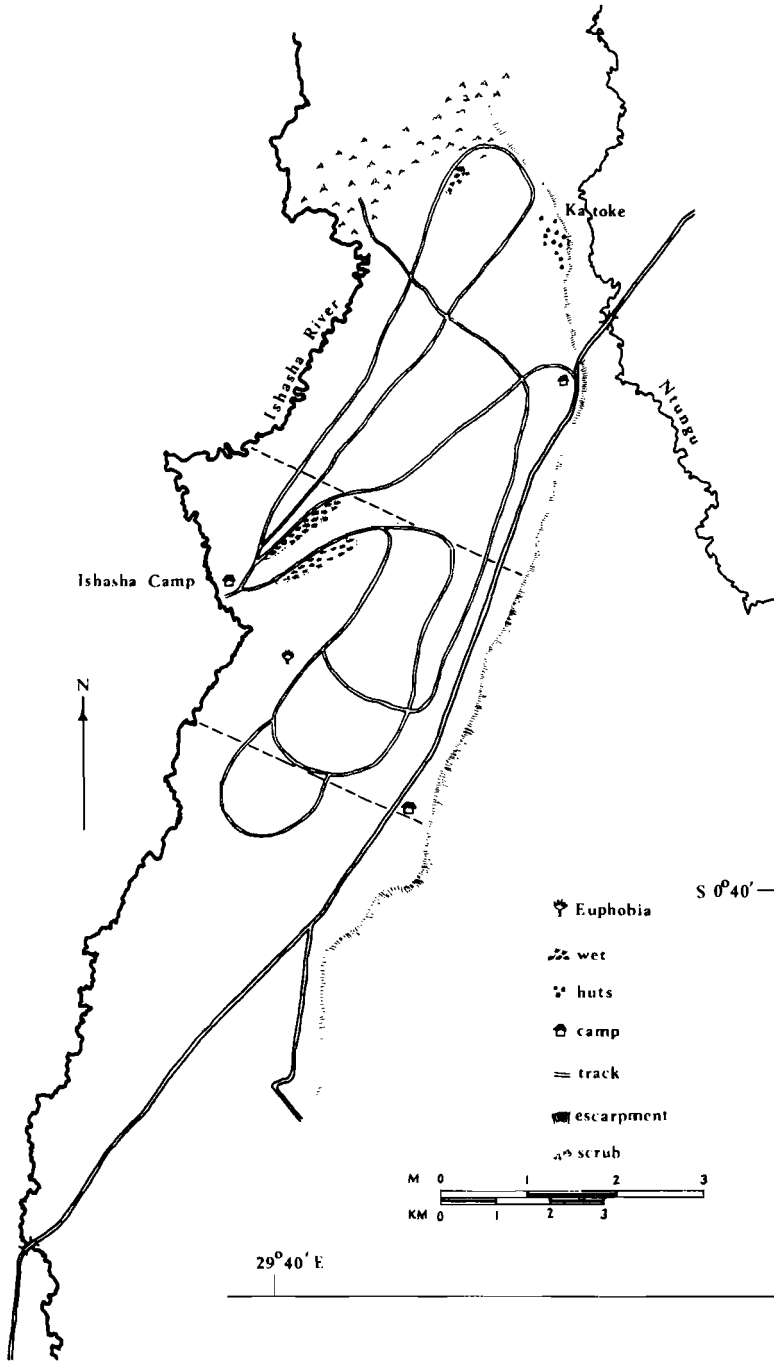 Katoke
Ishasha River
Ntungu
Ishasha Camp
N
S 0°40'
Euphobia
wet
huts
camp
track
escarpment
scrub
M 0 1 2 3
KM 0 1 2 3
29°40' E